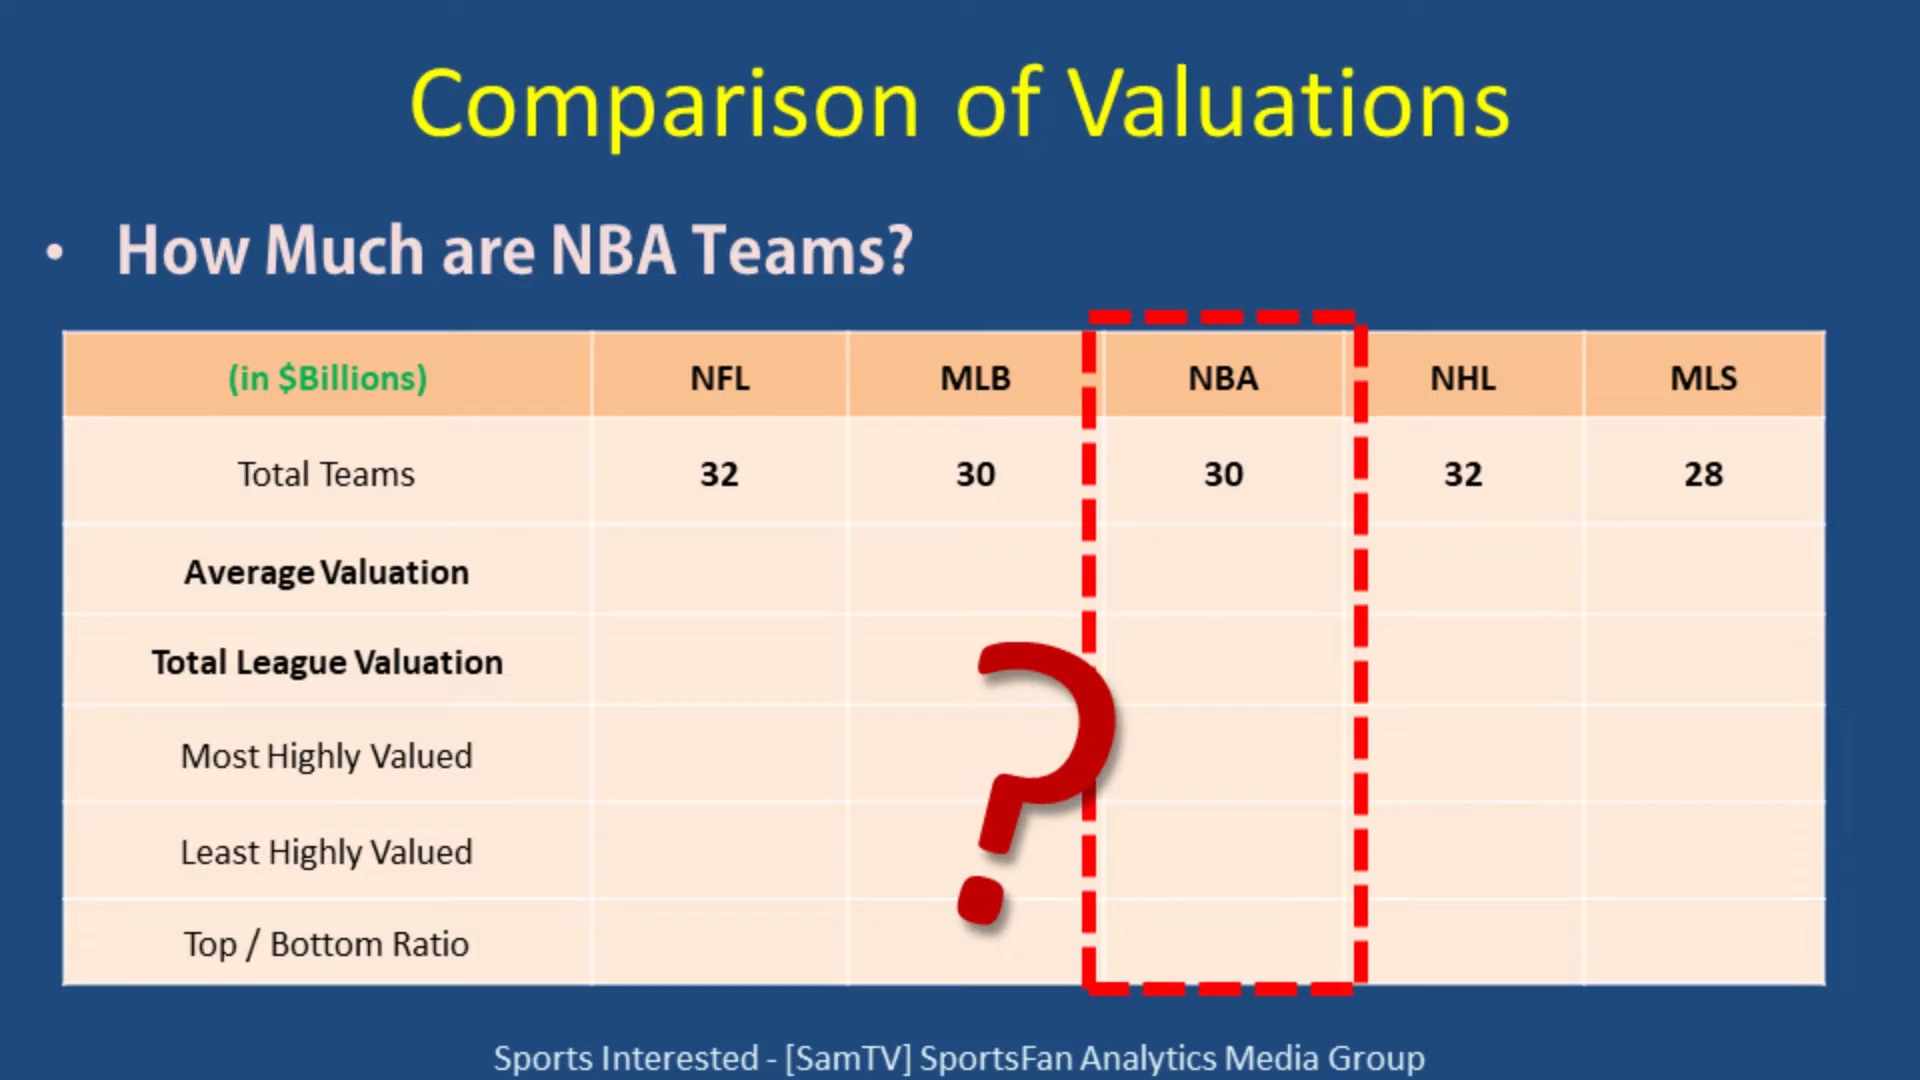 Comparison of Valuations
• How Much are NBA Teams?
(in $Billions) NFL MLB NBA NHL MLS
Total Teams 32 30 30 32 28
Average Valuation
Total League Valuation
Most Highly Valued
Least Highly Valued
Top / Bottom Ratio
?
Sports Interested - [SamTV] SportsFan Analytics Media Group